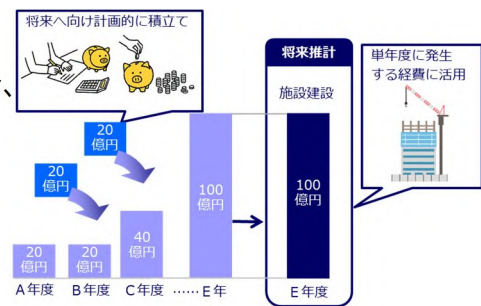 将来へ向け計画的に積立て
、
20
億円
20
億円
20
億円
20
億円
40
億円
100
億円
A年度
B年度
C年度
……E年
将来推計
施設建設
100
億円
E年度
単年度に発生
する経費に活用